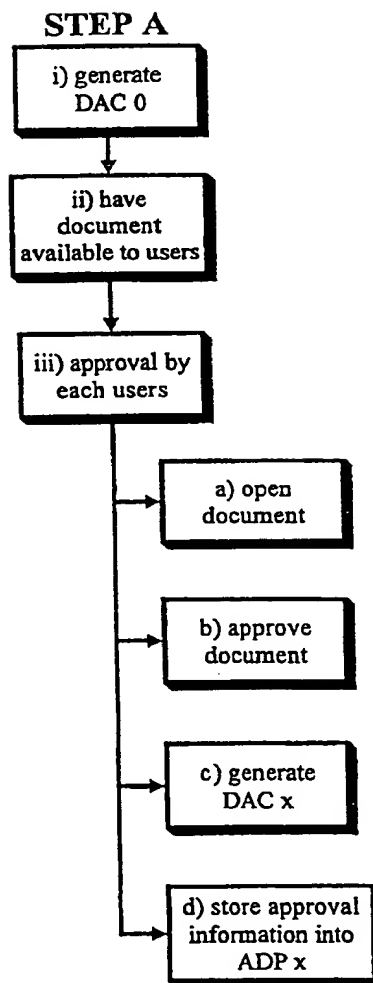 STEP A
i) generate
DAC 0
ii) have
document
available to users
iii) approval by
each users
a) open
document
b) approve
document
c) generate
DAC x
d) store approval
information into
ADP x